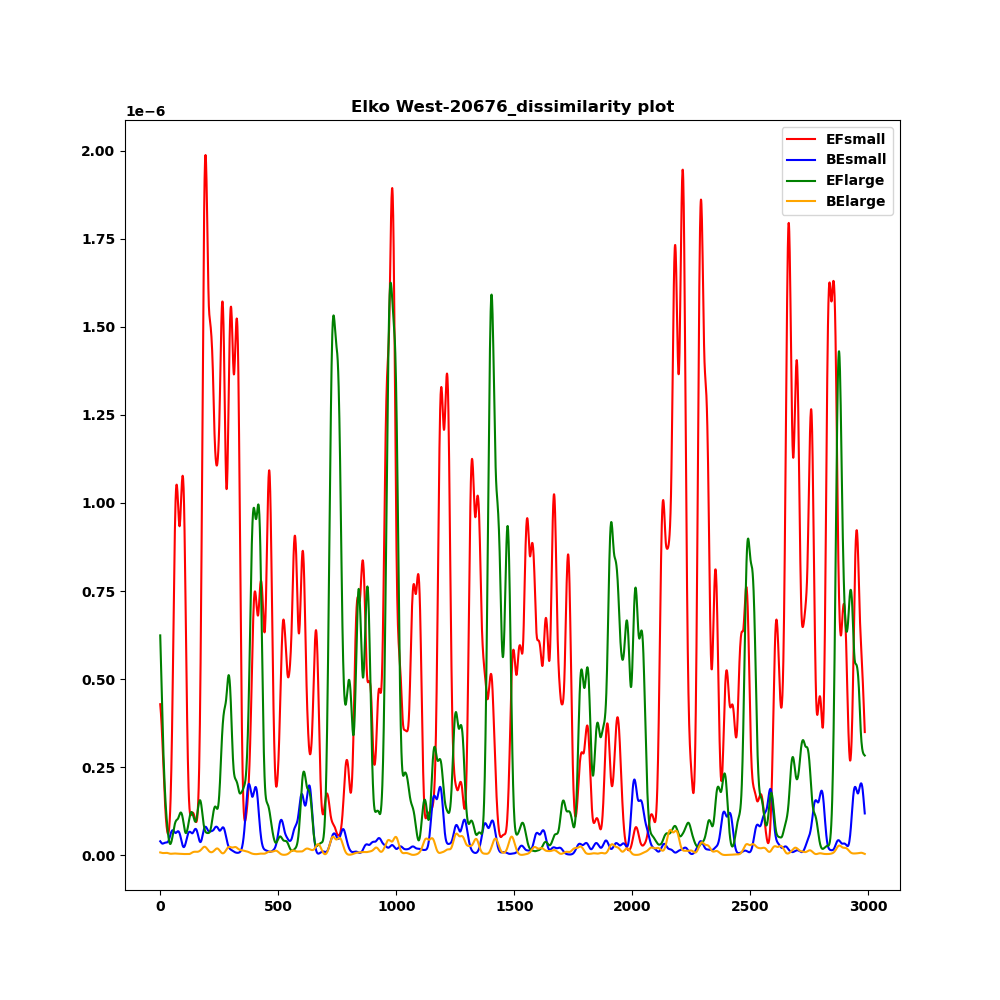 Elko West-20676_dissimilarity plot
1e−6
2.00
1.75
1.50
1.25
1.00
0.75
0.50
0.25
0.00
0 500 1000 1500 2000 2500 3000
EFsmall
BEsmall
EFlarge
BElarge